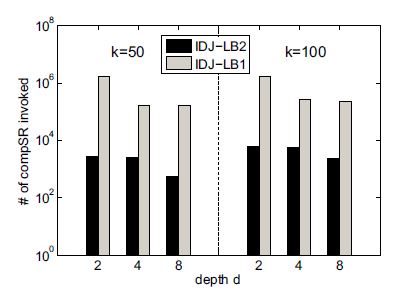 10^8
k=50
IDJ-LB2
IDJ-LB1
k=100
10^6
10^4
10^2
10^0
# of compSR invoked
2 4 8 2 4 8
depth d